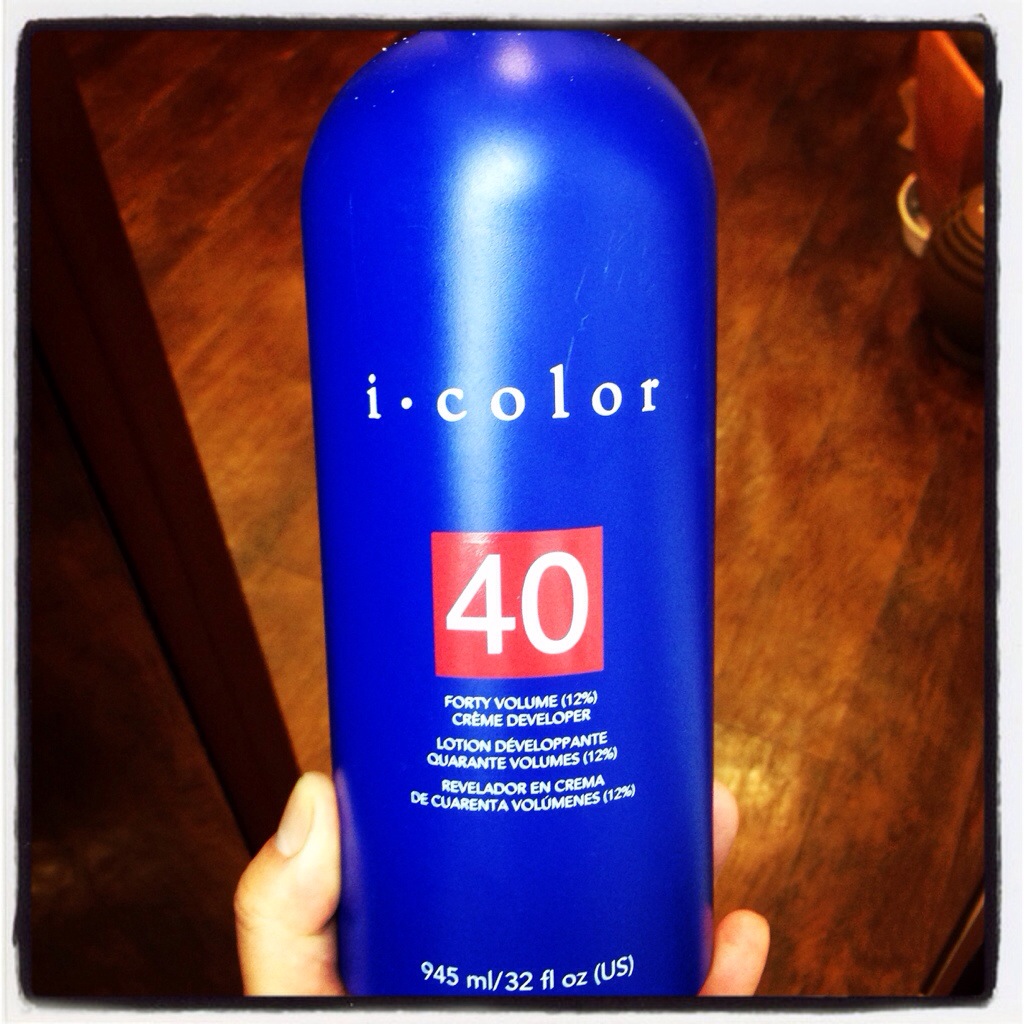 i·color
40
FORTY VOLUME (12%)
CRÈME DEVELOPER
LOTION DÉVELOPPANTE
QUARANTE VOLUMES (12%)
REVELADOR EN CREMA
DE CUARENTA VOLÚMENES (12%)
945 ml/32 fl oz (US)